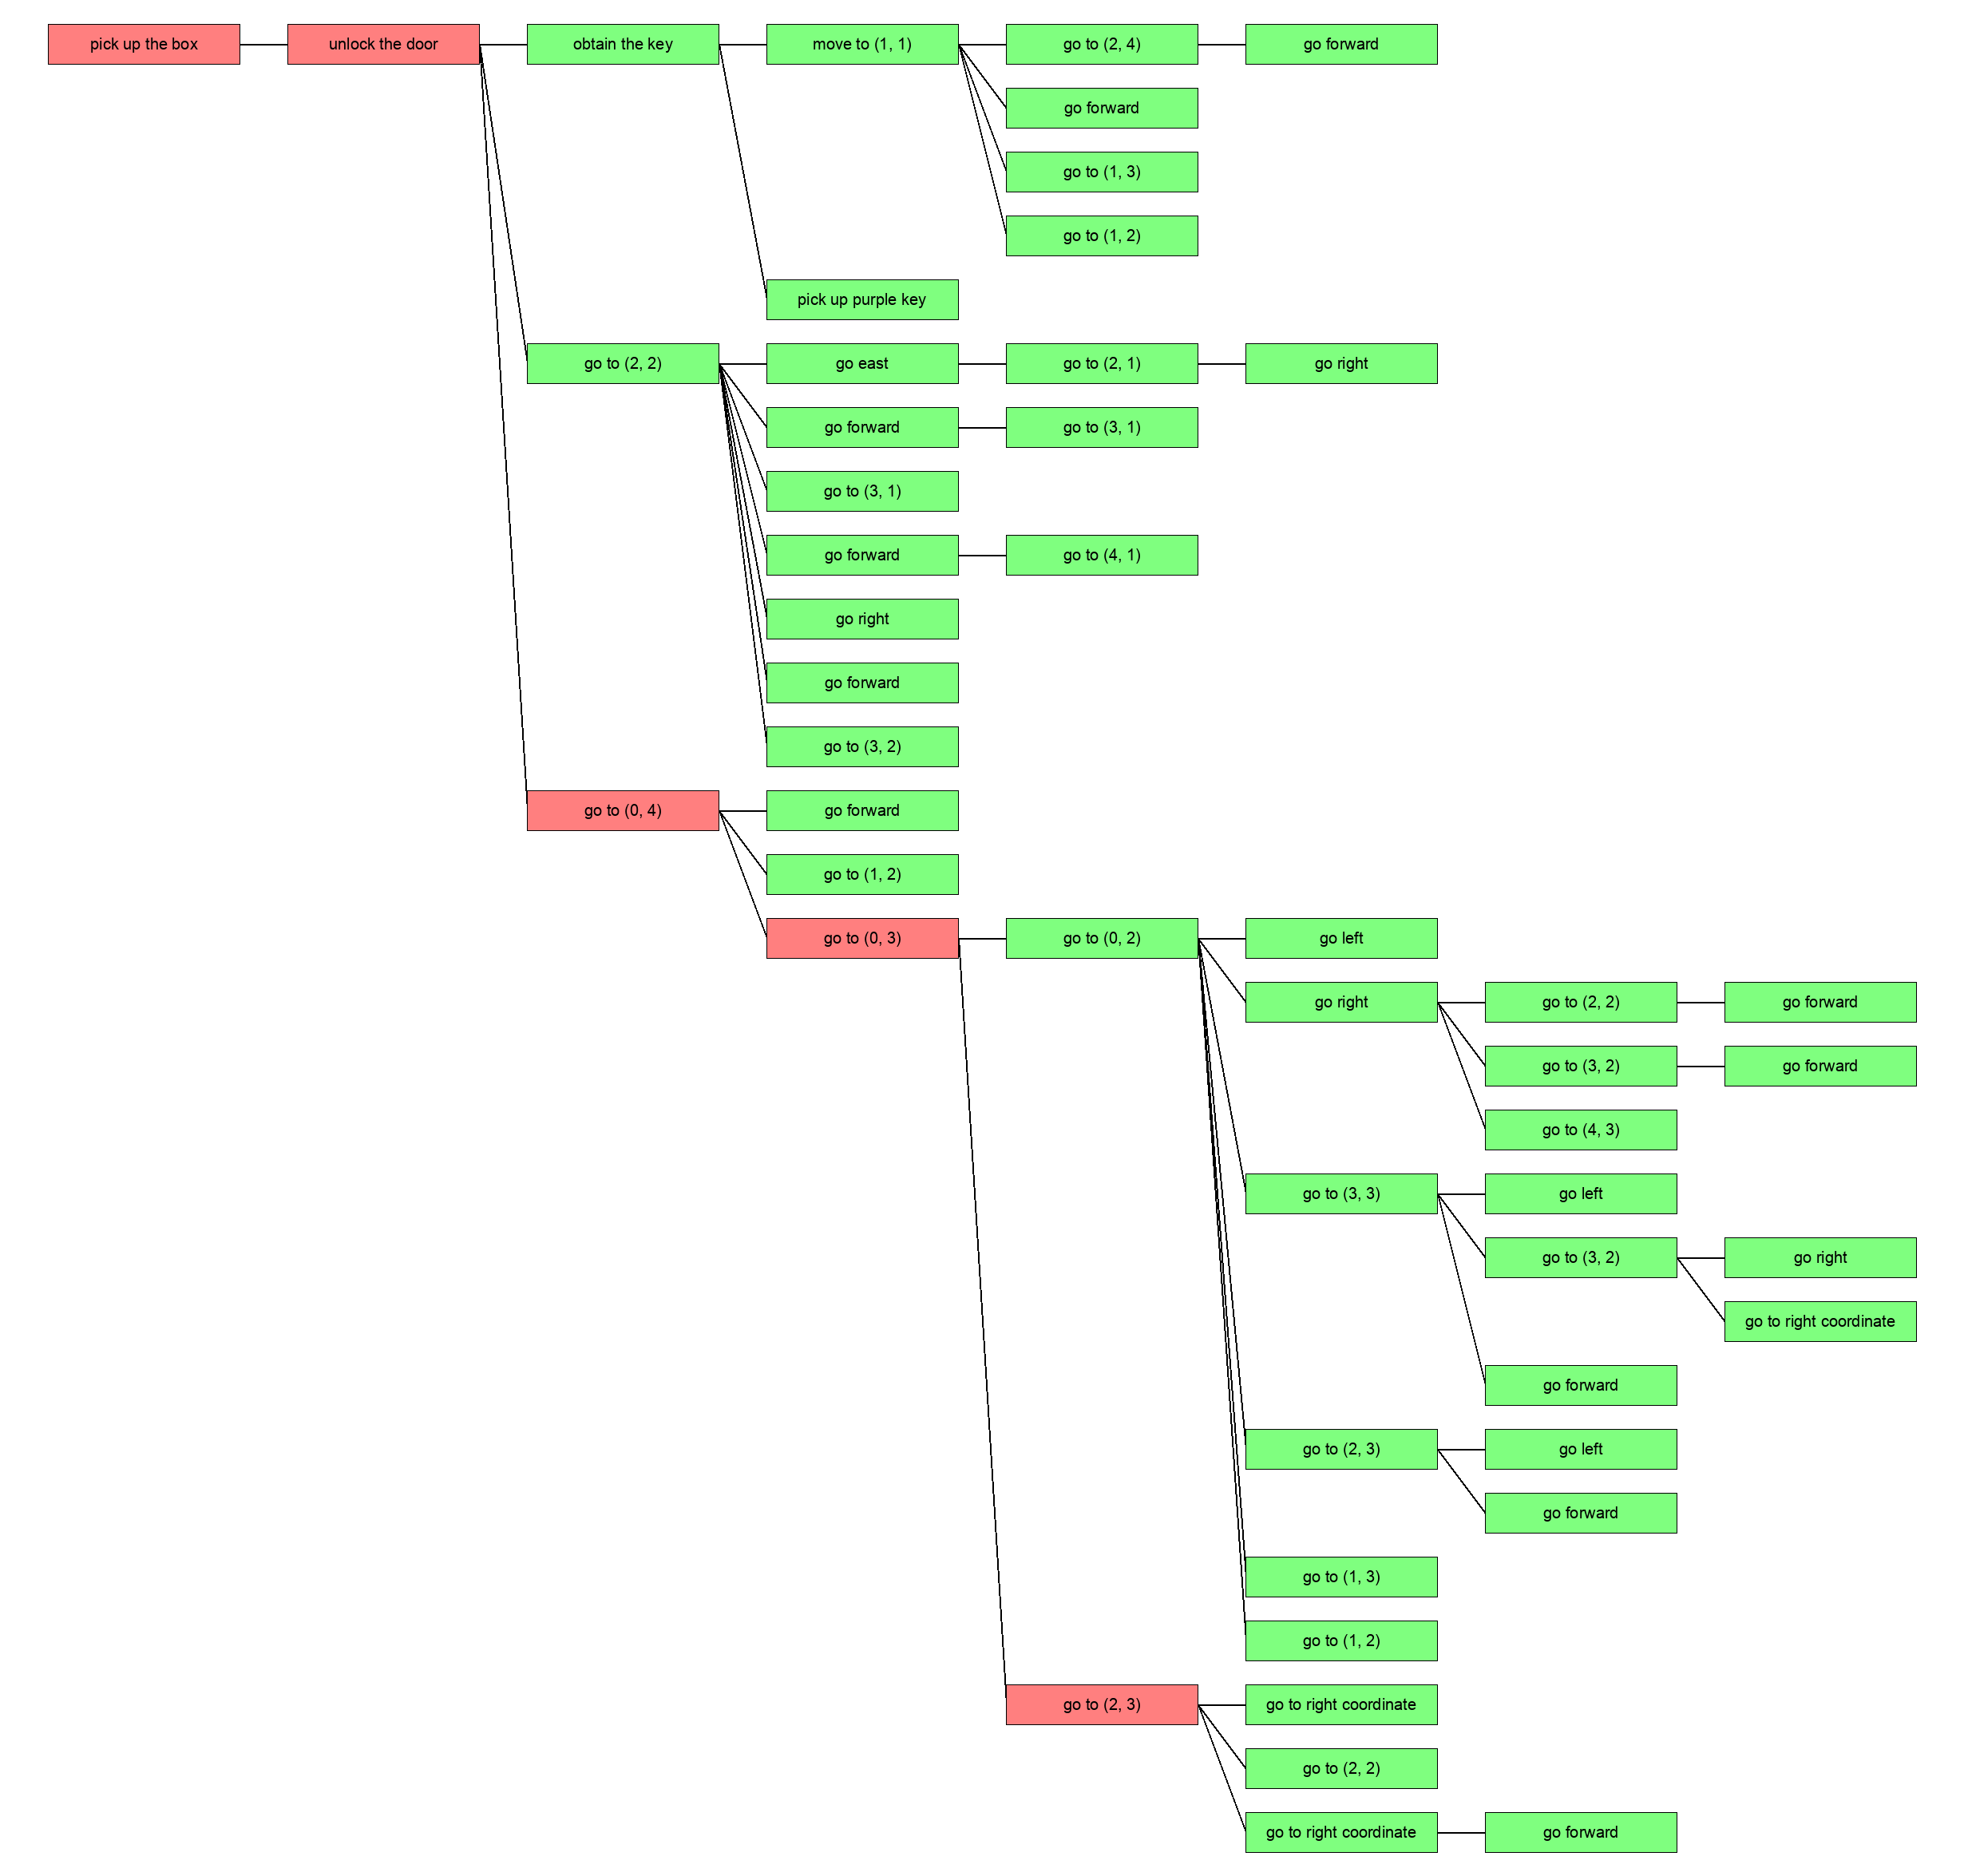 pick up the box
unlock the door
obtain the key
move to (1, 1)
go to (2, 4)
go forward
go forward
go to (1, 3)
go to (1, 2)
pick up purple key
go to (2, 2)
go east
go to (2, 1)
go right
go forward
go to (3, 1)
go to (3, 1)
go forward
go to (4, 1)
go right
go forward
go to (3, 2)
go to (0, 4)
go forward
go to (1, 2)
go to (0, 3)
go to (0, 2)
go left
go right
go to (2, 2)
go forward
go to (3, 2)
go forward
go to (4, 3)
go to (3, 3)
go left
go to (3, 2)
go right
go to right coordinate
go forward
go to (2, 3)
go left
go forward
go to (1, 3)
go to (1, 2)
go to (2, 3)
go to right coordinate
go to (2, 2)
go to right coordinate
go forward